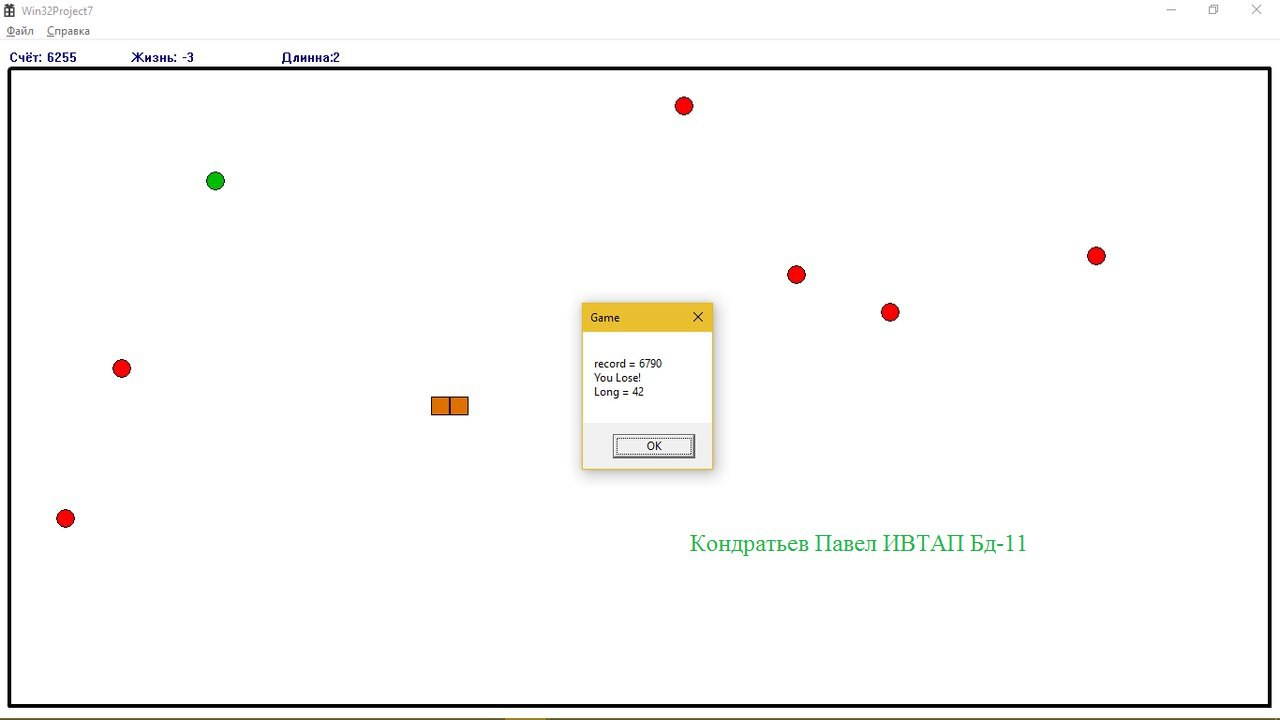 Win32Project7
Файл Справка
Счёт: 6255 Жизнь: -3 Длинна:2
Game
record = 6790
You Lose!
Long = 42
OK
Кондратьев Павел ИВТАП Бд-11